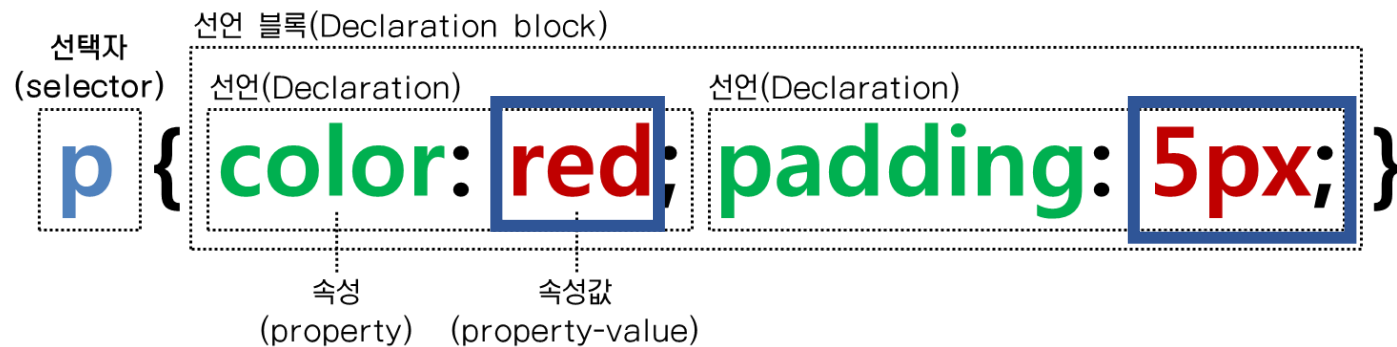 선언 블록(Declaration block)
선택자
(selector)
선언(Declaration) 선언(Declaration)
p { color: red; padding: 5px; }
속성 속성값
(property) (property-value)